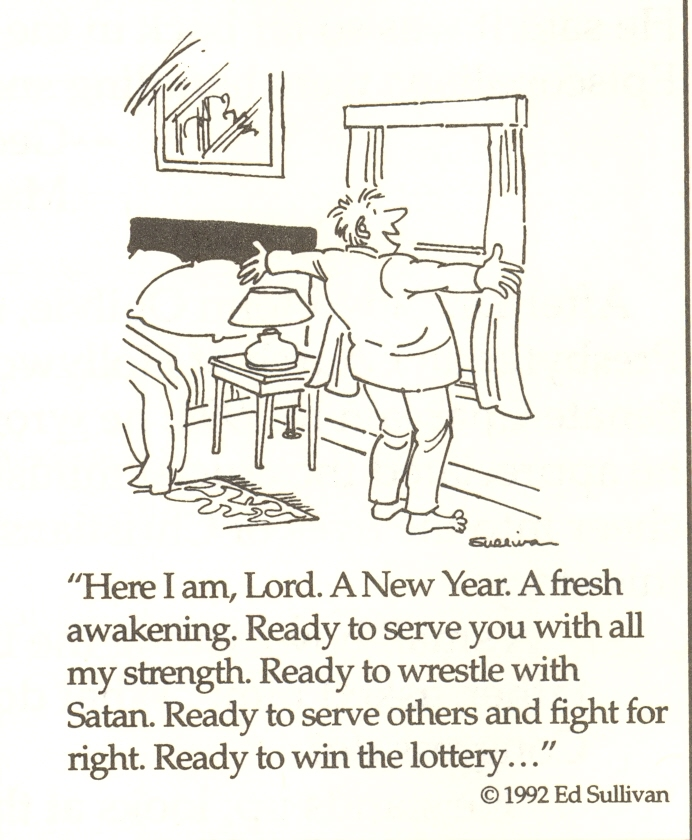 Sullivan
“Here I am, Lord. A New Year. A fresh
awakening. Ready to serve you with all
my strength. Ready to wrestle with
Satan. Ready to serve others and fight for
right. Ready to win the lottery…”
© 1992 Ed Sullivan